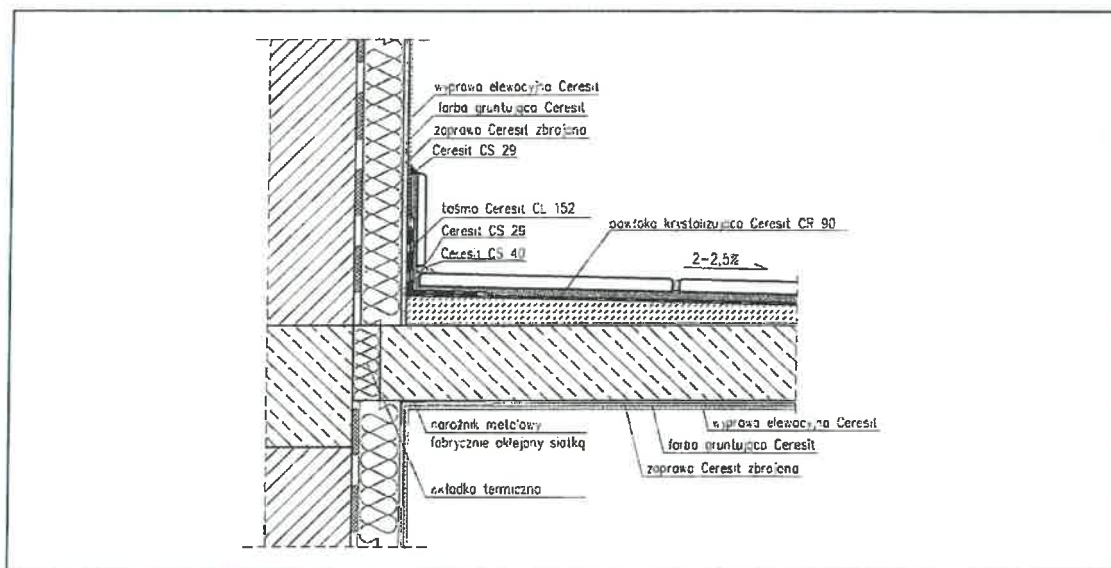 wyprawa elewacyjna Ceresit
farba gruntująca Ceresit
zaprawa Ceresit zbrojona
Ceresit CS 29
taśma Ceresit CL 152
Ceresit CS 29
Ceresit CS 40
powłoka krystalizująca Ceresit CR 90
2-2,5%
narożnik metalowy
fabrycznie oklejany siatką
wyprawa elewacyjna Ceresit
farba gruntująca Ceresit
zaprawa Ceresit zbrojona
wkładka termiczna